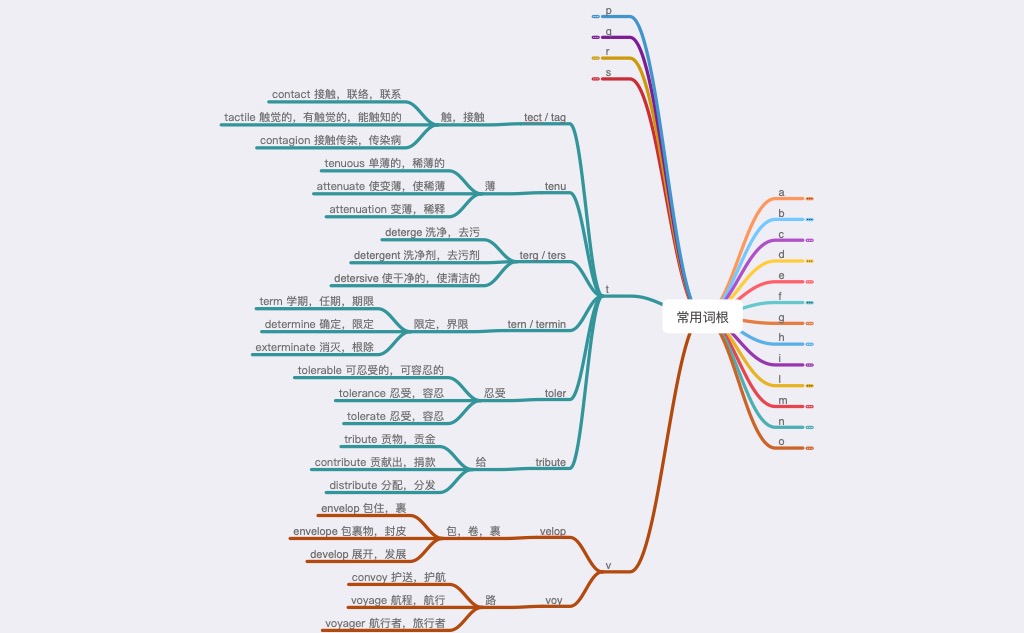 常用词根
p
q
r
s
t
tect / tag
触，接触
contact 接触，联络，联系
tactile 触觉的，有触觉的，能触知的
contagion 接触传染，传染病
tenu
薄
tenuous 单薄的，稀薄的
attenuate 使变薄，使稀薄
attenuation 变薄，稀释
terg / ters
deterge 洗净，去污
detergent 洗净剂，去污剂
detersive 使干净的，使清洁的
tern / termin
限定，界限
term 学期，任期，期限
determine 确定，限定
exterminate 消灭，根除
toler
忍受
tolerable 可忍受的，可容忍的
tolerance 忍受，容忍
tolerate 忍受，容忍
tribute
给
tribute 贡物，贡金
contribute 贡献出，捐款
distribute 分配，分发
v
velop
包，卷，裹
envelop 包住，裹
envelope 包裹物，封皮
develop 展开，发展
voy
路
convoy 护送，护航
voyage 航程，航行
voyager 航行者，旅行者
a
b
c
d
e
f
g
h
i
l
m
n
o